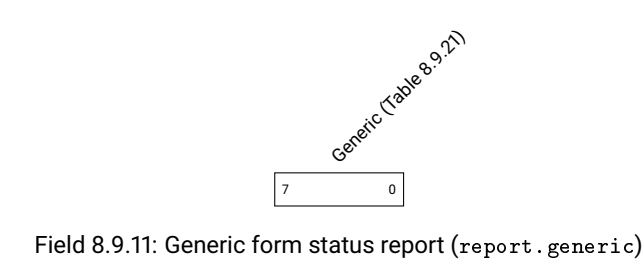 Generic (Table 8.9.21)
7 0
Field 8.9.11: Generic form status report (report.generic)